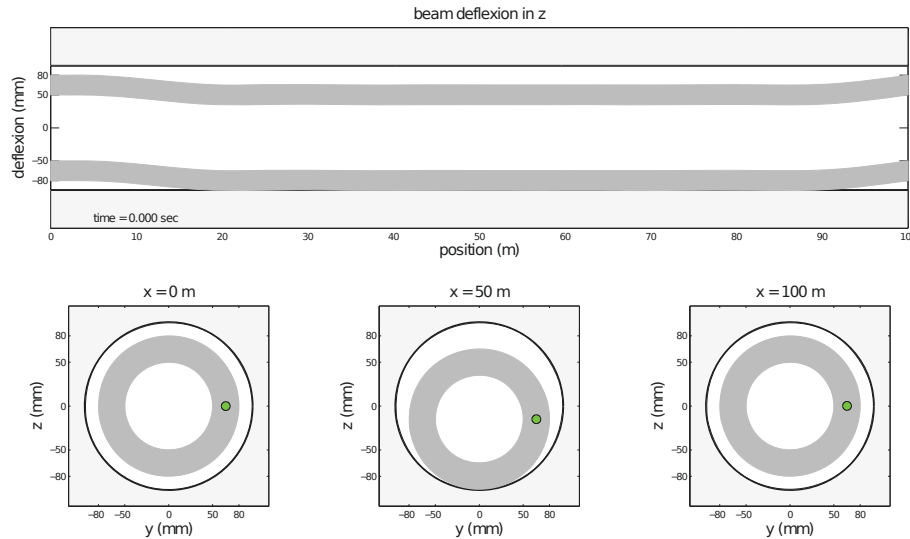 beam deflexion in z
deflexion (mm)
80
50
0
−50
−80
time = 0.000 sec
0 10 20 30 40 50 60 70 80 90 100
position (m)
x = 0 m
x = 50 m
x = 100 m
z (mm)
80
50
0
−50
−80
−80 −50 0 50 80
y (mm)
z (mm)
80
50
0
−50
−80
−80 −50 0 50 80
y (mm)
z (mm)
80
50
0
−50
−80
−80 −50 0 50 80
y (mm)